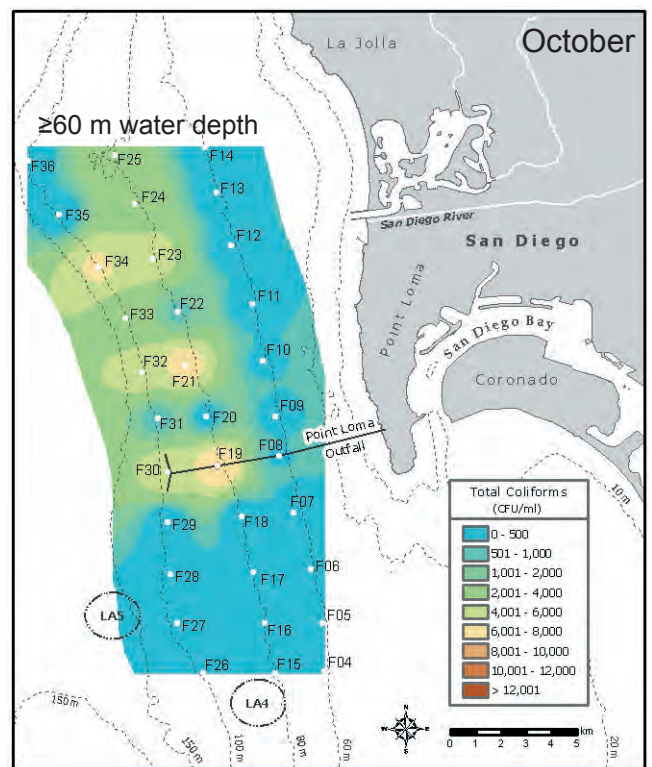 October
La Jolla
≥60 m water depth
F36
F25
F14
F35
F24
F13
San Diego River
San Diego
F12
F34
F23
F33
F22
F11
Point Loma
San Diego Bay
F32
F21
F10
Coronado
F31
F20
F09
Point Loma
Outfall
F30
F19
F08
10 m
F29
F18
F07
F28
F17
F06
LA5
F27
F16
F05
F26
F15
F04
LA4
150 m
150 m
100 m
90 m
60 m
20 m
Total Coliforms
(CFU/ml)
0 - 500
501 - 1,000
1,001 - 2,000
2,001 - 4,000
4,001 - 6,000
6,001 - 8,000
8,001 - 10,000
10,001 - 12,000
> 12,001
N
W
E
S
km
0 1 2 3 4 5